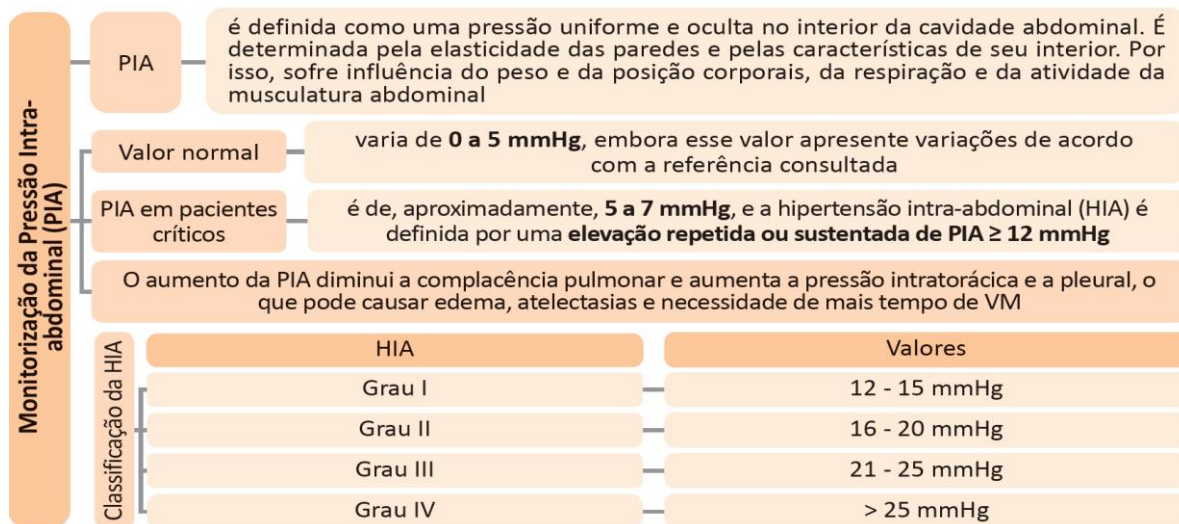 Monitorização da Pressão Intra-
abdominal (PIA)
PIA
é definida como uma pressão uniforme e oculta no interior da cavidade abdominal. É
determinada pela elasticidade das paredes e pelas características de seu interior. Por
isso, sofre influência do peso e da posição corporais, da respiração e da atividade da
musculatura abdominal
Valor normal
varia de 0 a 5 mmHg, embora esse valor apresente variações de acordo
com a referência consultada
PIA em pacientes
críticos
é de, aproximadamente, 5 a 7 mmHg, e a hipertensão intra-abdominal (HIA) é
definida por uma elevação repetida ou sustentada de PIA ≥ 12 mmHg
O aumento da PIA diminui a complacência pulmonar e aumenta a pressão intratorácica e a pleural, o
que pode causar edema, atelectasias e necessidade de mais tempo de VM
Classificação da HIA
HIA
Valores
Grau I
12 - 15 mmHg
Grau II
16 - 20 mmHg
Grau III
21 - 25 mmHg
Grau IV
> 25 mmHg